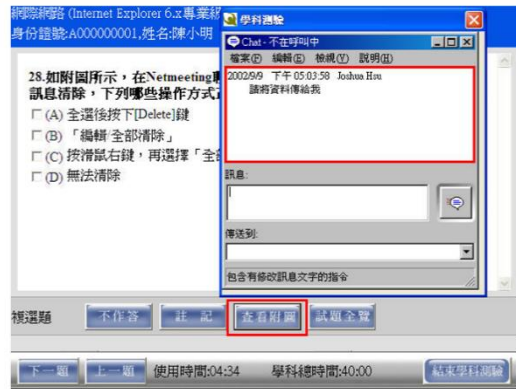 網際網路 (Internet Explorer 6.x專業級
身份證號:A000000001,姓名:陳小明
28.如附圖所示，在Netmeeting
訊息清除，下列哪些操作方式
(A) 全選後按下[Delete]鍵
(B) 「編輯/全部清除」
(C) 按滑鼠右鍵，再選擇「全
(D) 無法清除
學科測驗
Chat - 不在呼叫中
檔案(F) 編輯(E) 檢視(V) 說明(H)
2002/9/9 下午 05:03:58 Joshua Hsu
請將資料傳給我
訊息:
傳送到:
包含有修改訊息文字的指令
複選題 不作答 註 記 查看附圖 試題全覽
下一題 上一題 使用時間:04:34 學科總時間:40:00 結束學科測驗